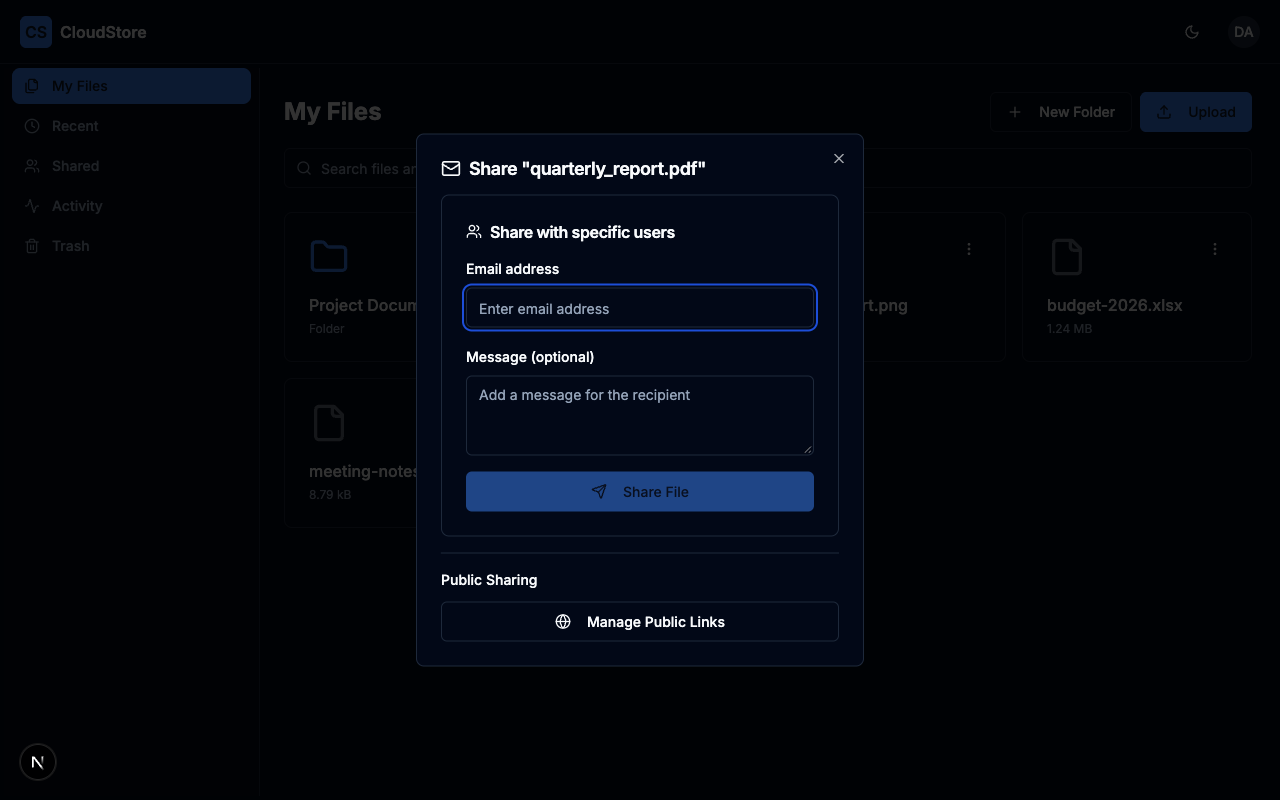 CS CloudStore
DA
My Files
Recent
Shared
Activity
Trash
My Files
New Folder
Upload
Search files
Project Docum
Folder
rt.png
budget-2026.xlsx
1.24 MB
meeting-notes
8.79 kB
Share "quarterly_report.pdf"
Share with specific users
Email address
Enter email address
Message (optional)
Add a message for the recipient
Share File
Public Sharing
Manage Public Links
N